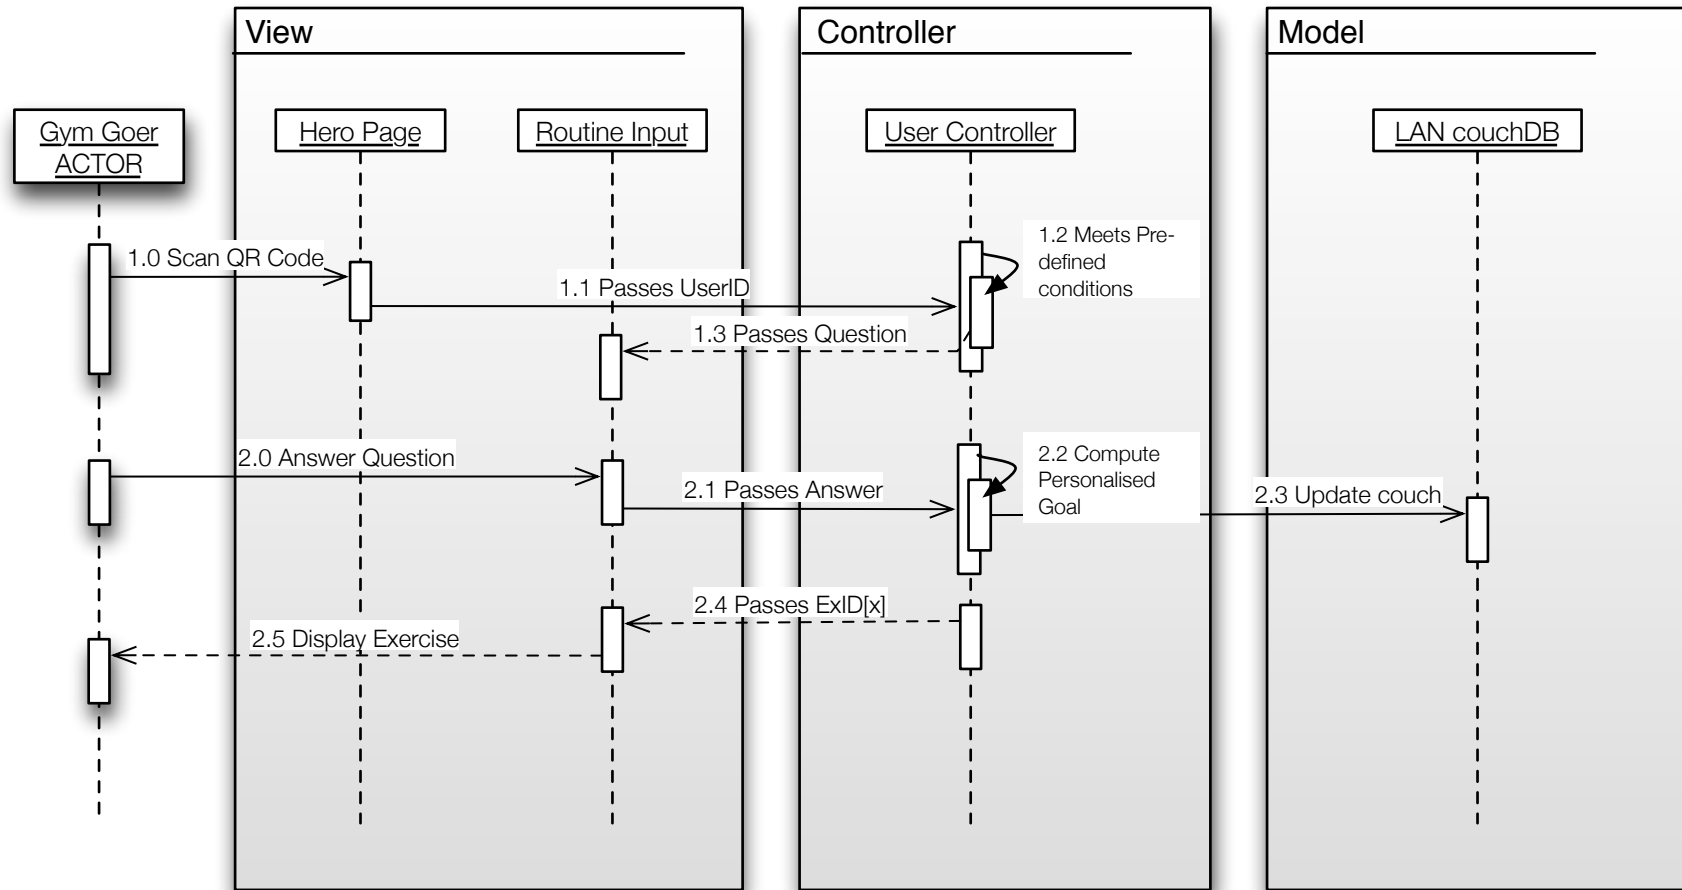 View
Controller
Model
Gym Goer
ACTOR
Hero Page
Routine Input
User Controller
LAN couchDB
1.0 Scan QR Code
1.1 Passes UserID
1.2 Meets Pre-
defined
conditions
1.3 Passes Question
2.0 Answer Question
2.1 Passes Answer
2.2 Compute
Personalised
Goal
2.3 Update couch
2.4 Passes ExID[x]
2.5 Display Exercise